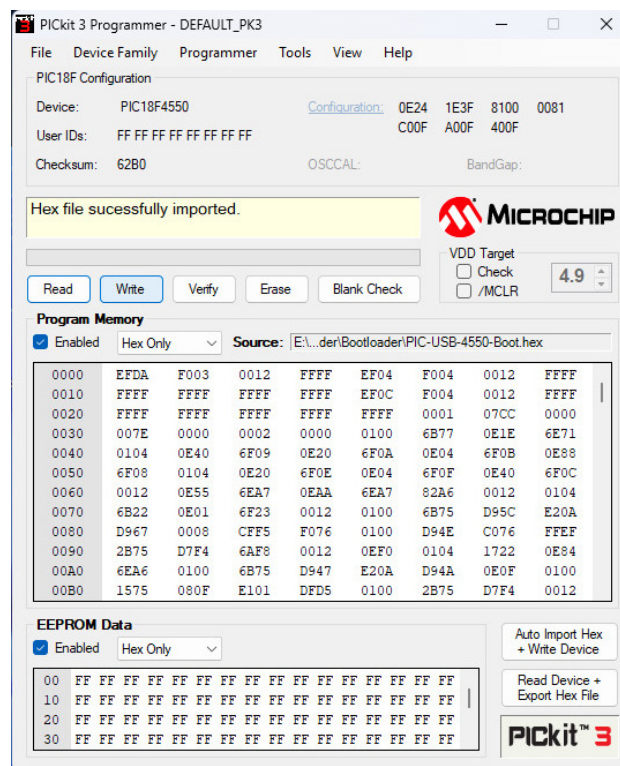 PICkit 3 Programmer - DEFAULT_PK3
File Device Family Programmer Tools View Help
PIC18F Configuration
Device: PIC18F4550 Configuration: 0E24 1E3F 8100 0081
User IDs: FF FF FF FF FF FF FF FF C00F A00F 400F
Checksum: 62B0 OSCCAL: BandGap:
Hex file sucessfully imported.
MICROCHIP
VDD Target
Check
/MCLR
4.9
Read Write Verify Erase Blank Check
Program Memory
Enabled Hex Only Source: E:\...der\Bootloader\PIC-USB-4550-Boot.hex
0000 EFDA F003 0012 FFFF EF04 F004 0012 FFFF
0010 FFFF FFFF FFFF FFFF EF0C F004 0012 FFFF
0020 FFFF FFFF FFFF FFFF FFFF 0001 07CC 0000
0030 007E 0000 0002 0000 0100 6B77 0E1E 6E71
0040 0104 0E40 6F09 0E20 6F0A 0E04 6F0B 0E88
0050 6F08 0104 0E20 6F0E 0E04 6F0F 0E40 6F0C
0060 0012 0E55 6EA7 0EAA 6EA7 82A6 0012 0104
0070 6B22 0E01 6F23 0012 0100 6B75 D95C E20A
0080 D967 0008 CFF5 F076 0100 D94E C076 FFEF
0090 2B75 D7F4 6AF8 0012 0EF0 0104 1722 0E84
00A0 6EA6 0100 6B75 D947 E20A D94A 0E0F 0100
00B0 1575 080F E101 DFD5 0100 2B75 D7F4 0012
EEPROM Data
Enabled Hex Only
00 FF FF FF FF FF FF FF FF FF FF FF FF FF FF FF FF
10 FF FF FF FF FF FF FF FF FF FF FF FF FF FF FF FF
20 FF FF FF FF FF FF FF FF FF FF FF FF FF FF FF FF
30 FF FF FF FF FF FF FF FF FF FF FF FF FF FF FF FF
Auto Import Hex
+ Write Device
Read Device +
Export Hex File
PICkit™ 3